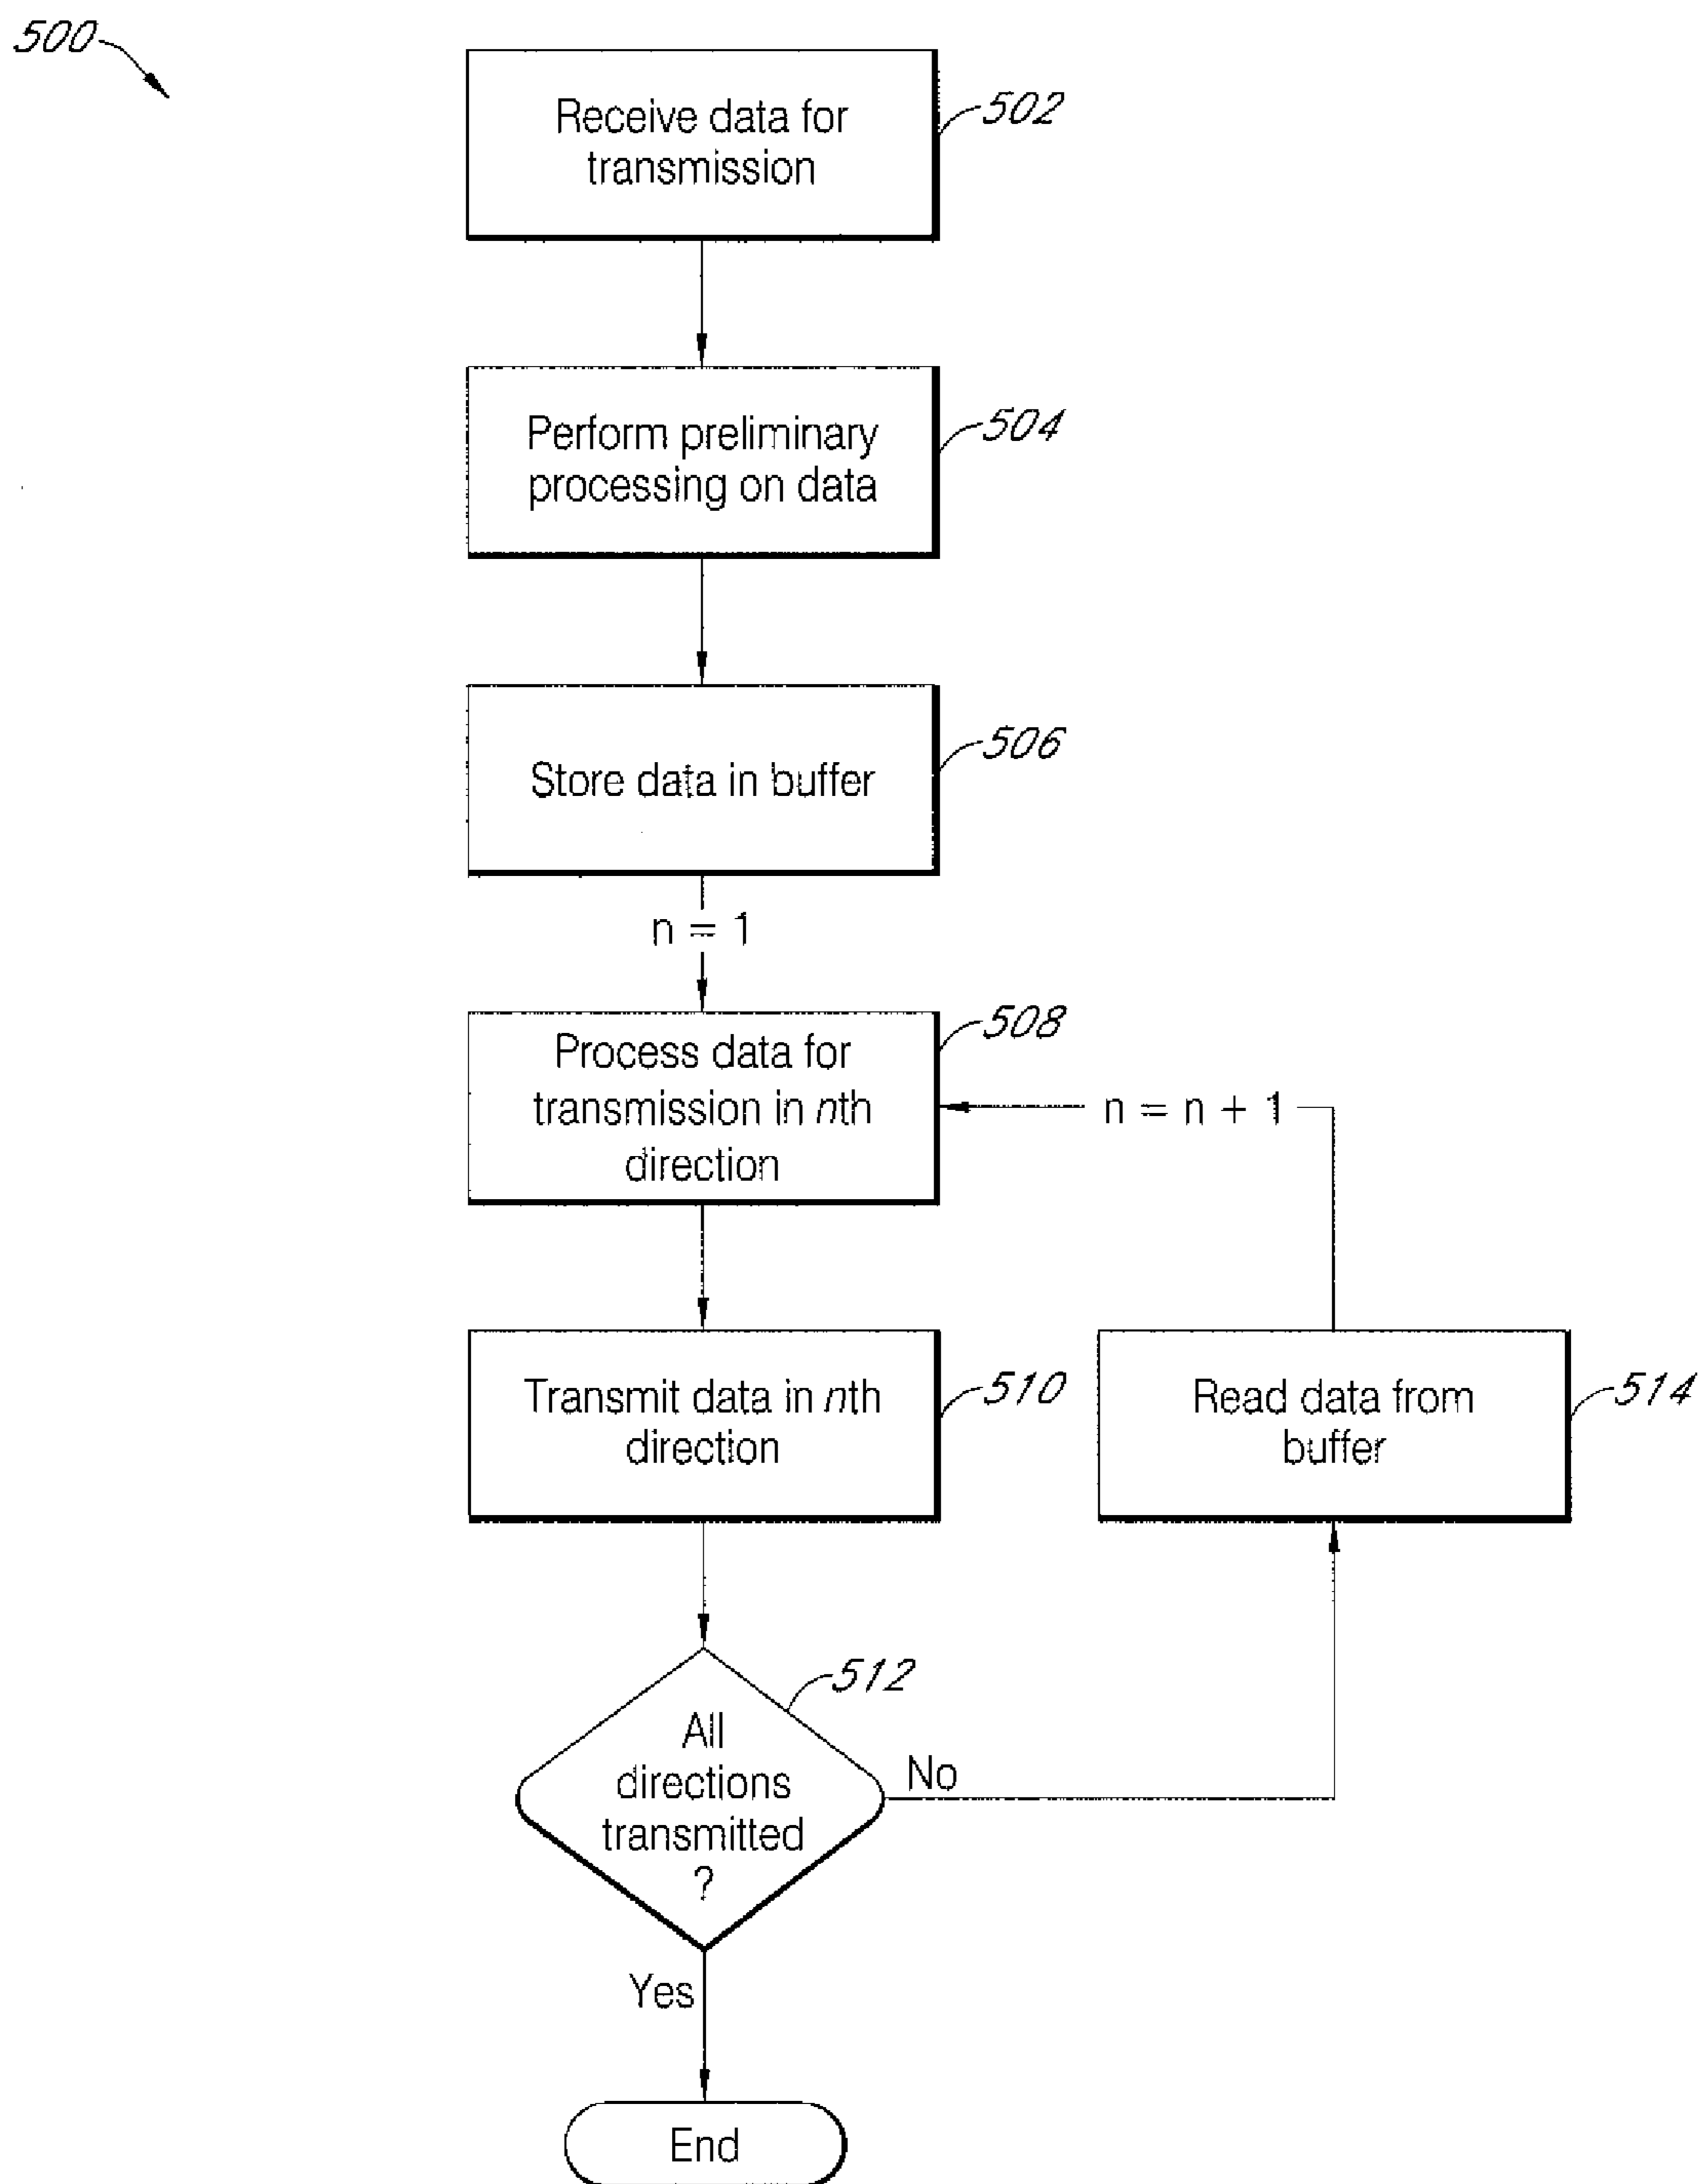 500
Receive data for
transmission
502
Perform preliminary
processing on data
504
Store data in buffer
506
n = 1
Process data for
transmission in nth
direction
508
n = n + 1
Transmit data in nth
direction
510
Read data from
buffer
514
All
directions
transmitted
?
512
No
Yes
End